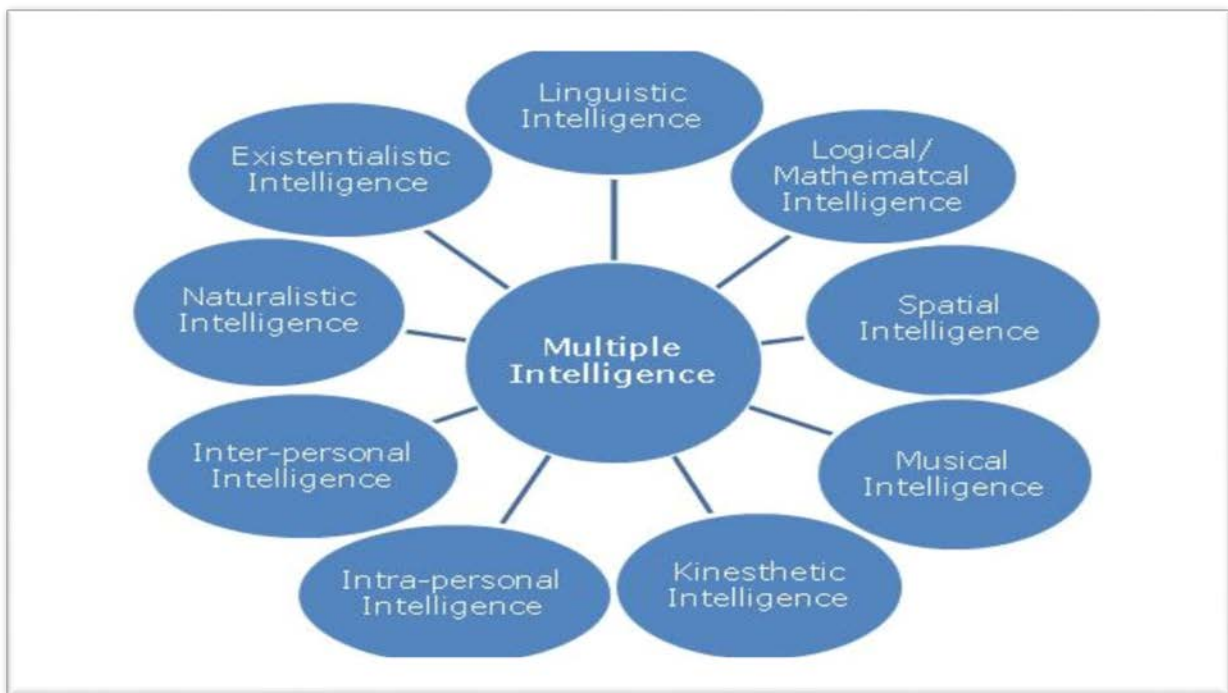 Linguistic
Intelligence
Logical/
Mathematcal
Intelligence
Spatial
Intelligence
Musical
Intelligence
Kinesthetic
Intelligence
Intra-personal
Intelligence
Inter-personal
Intelligence
Naturalistic
Intelligence
Existentialistic
Intelligence
Multiple
Intelligence